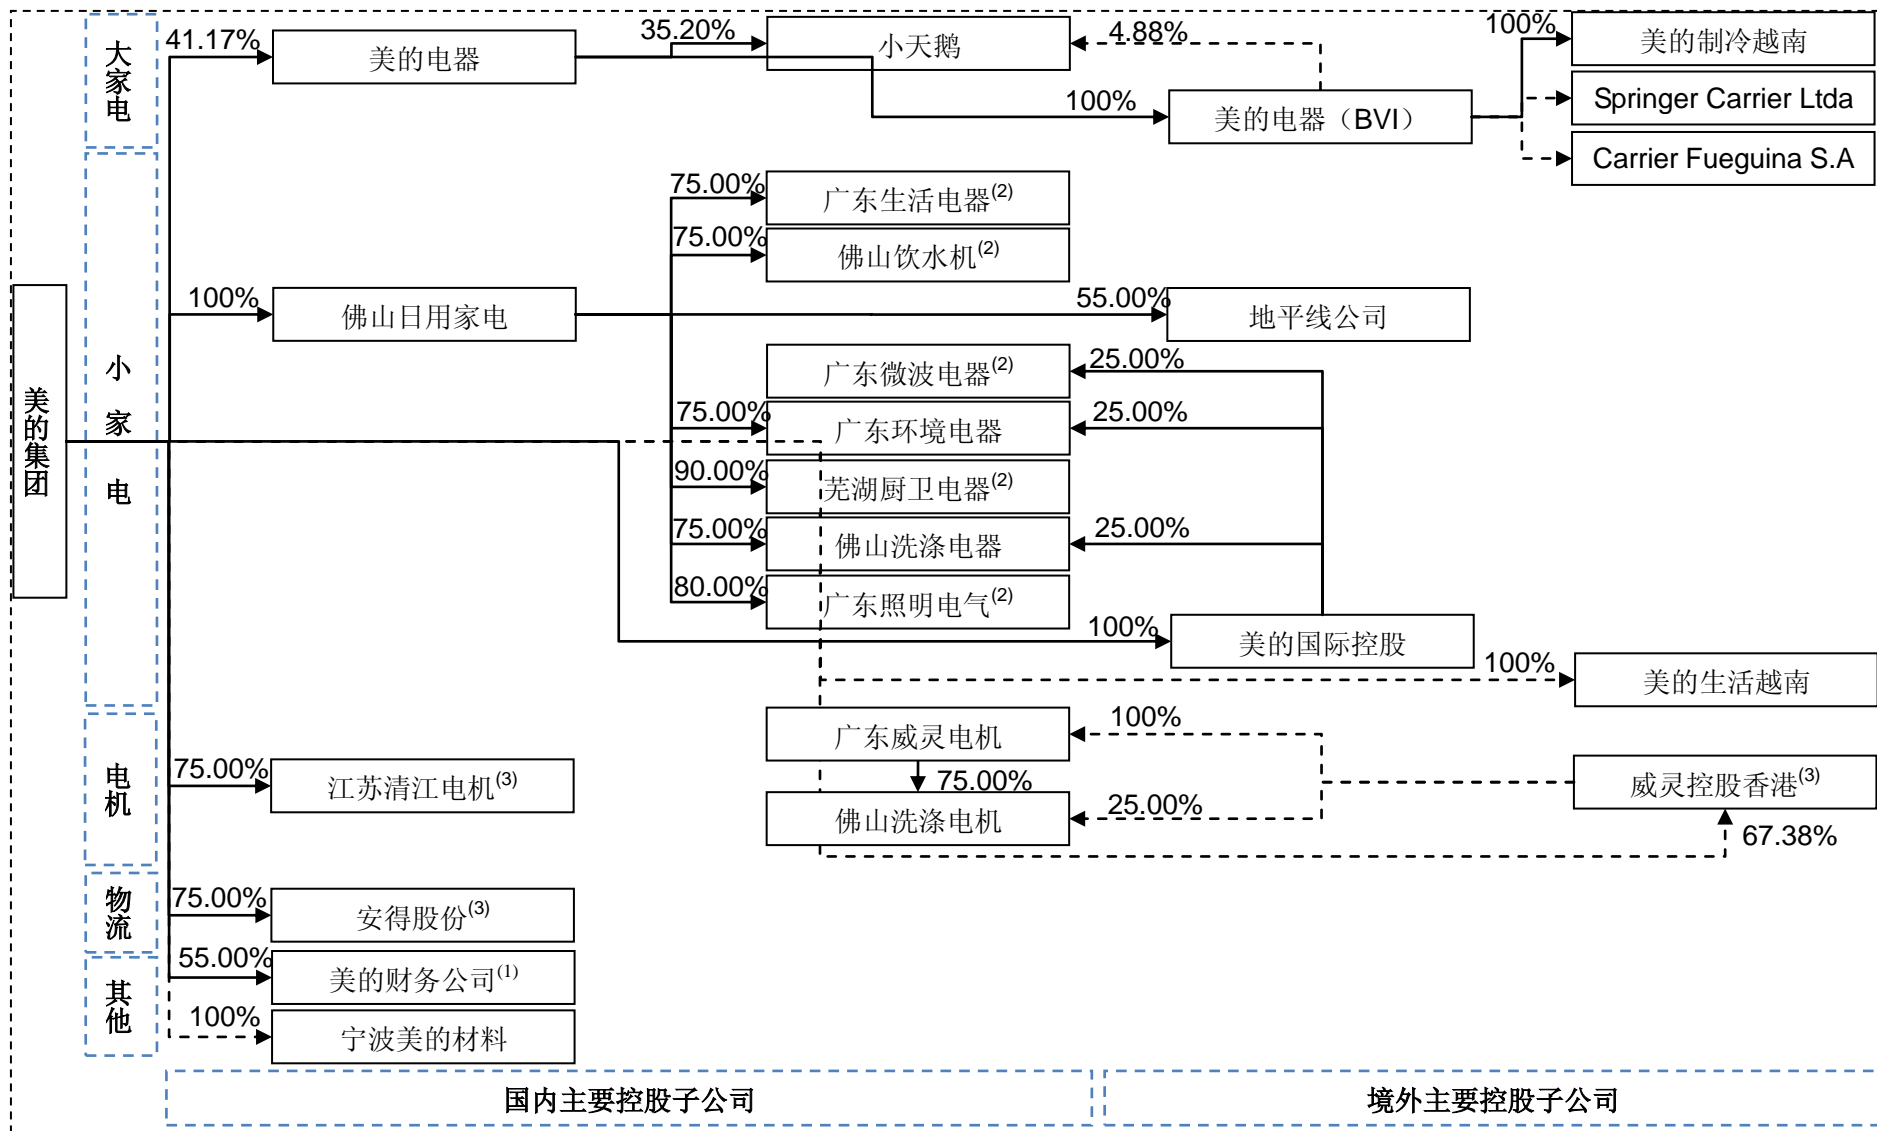 大家电
41.17%
美的电器
35.20%
小天鹅
4.88%
100%
美的制冷越南
100%
美的电器（BVI）
Springer Carrier Ltda
Carrier Fueguina S.A
小家电
75.00%
广东生活电器(2)
75.00%
佛山饮水机(2)
100%
佛山日用家电
55.00%
地平线公司
广东微波电器(2)
25.00%
美的集团
75.00%
广东环境电器
25.00%
90.00%
芜湖厨卫电器(2)
75.00%
佛山洗涤电器
25.00%
80.00%
广东照明电气(2)
100%
美的国际控股
100%
美的生活越南
电机
广东威灵电机
100%
75.00%
江苏清江电机(3)
75.00%
威灵控股香港(3)
佛山洗涤电机
25.00%
67.38%
物流
75.00%
安得股份(3)
其他
55.00%
美的财务公司(1)
100%
宁波美的材料
国内主要控股子公司
境外主要控股子公司